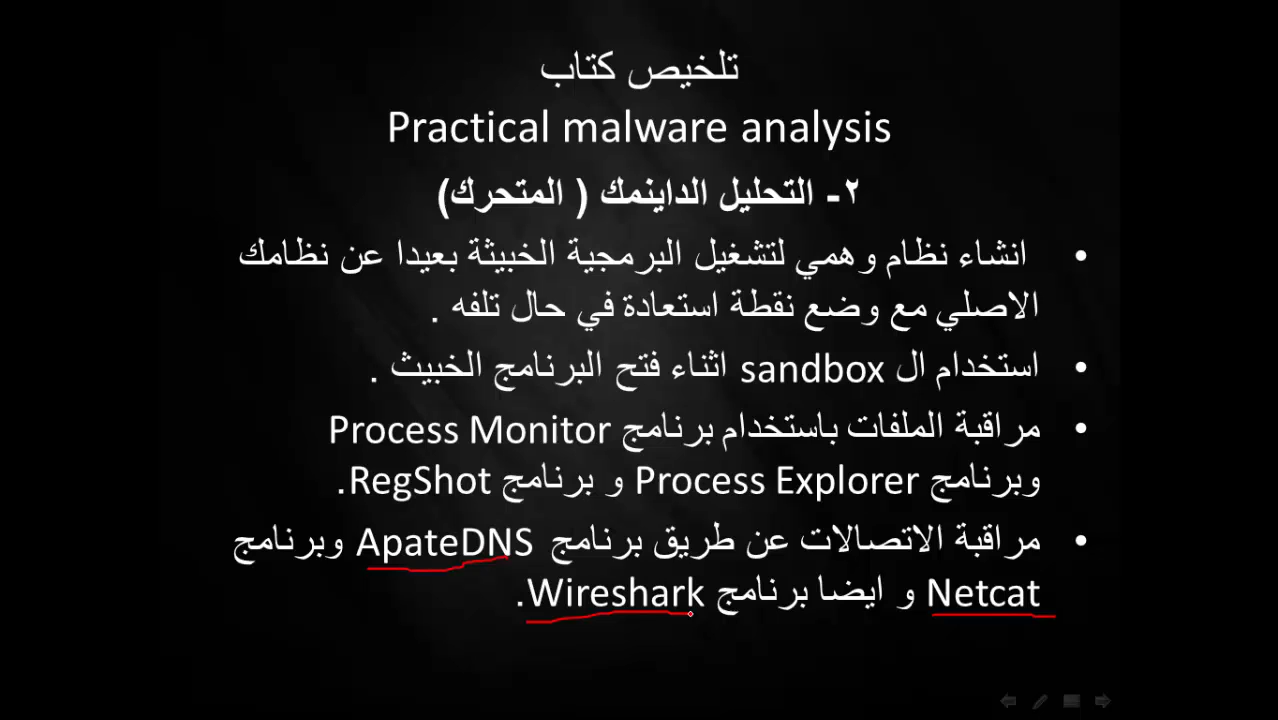 تلخيص كتاب
Practical malware analysis
٢- التحليل الداينمك ( المتحرك)
• انشاء نظام وهمي لتشغيل البرمجية الخبيثة بعيدا عن نظامك
الاصلي مع وضع نقطة استعادة في حال تلفه .
• استخدام ال sandbox اثناء فتح البرنامج الخبيث .
• مراقبة الملفات باستخدام برنامج Process Monitor
وبرنامج Process Explorer و برنامج RegShot.
• مراقبة الاتصالات عن طريق برنامج ApateDNS وبرنامج
Netcat و ايضا برنامج Wireshark.